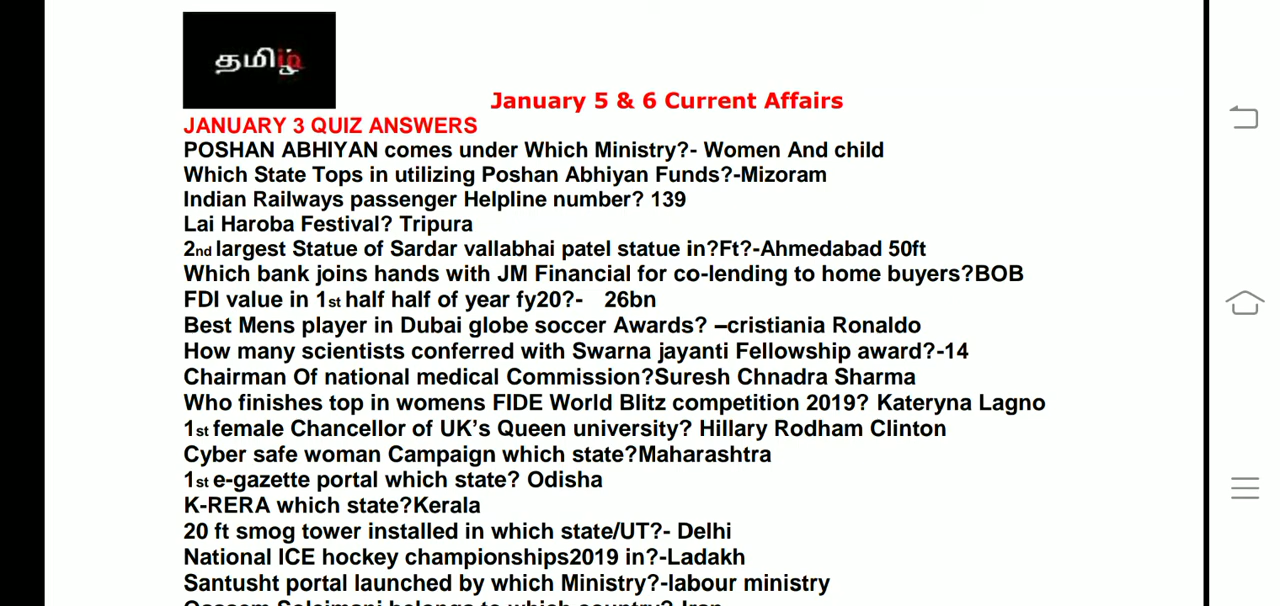 தமிழ்
January 5 & 6 Current Affairs
JANUARY 3 QUIZ ANSWERS
POSHAN ABHIYAN comes under Which Ministry?- Women And child
Which State Tops in utilizing Poshan Abhiyan Funds?-Mizoram
Indian Railways passenger Helpline number? 139
Lai Haroba Festival? Tripura
2nd largest Statue of Sardar vallabhai patel statue in?Ft?-Ahmedabad 50ft
Which bank joins hands with JM Financial for co-lending to home buyers?BOB
FDI value in 1st half half of year fy20?- 26bn
Best Mens player in Dubai globe soccer Awards? –cristiania Ronaldo
How many scientists conferred with Swarna jayanti Fellowship award?-14
Chairman Of national medical Commission?Suresh Chnadra Sharma
Who finishes top in womens FIDE World Blitz competition 2019? Kateryna Lagno
1st female Chancellor of UK's Queen university? Hillary Rodham Clinton
Cyber safe woman Campaign which state?Maharashtra
1st e-gazette portal which state? Odisha
K-RERA which state?Kerala
20 ft smog tower installed in which state/UT?- Delhi
National ICE hockey championships2019 in?-Ladakh
Santusht portal launched by which Ministry?-labour ministry
Qassem Soleimani belongs to which country? Iran